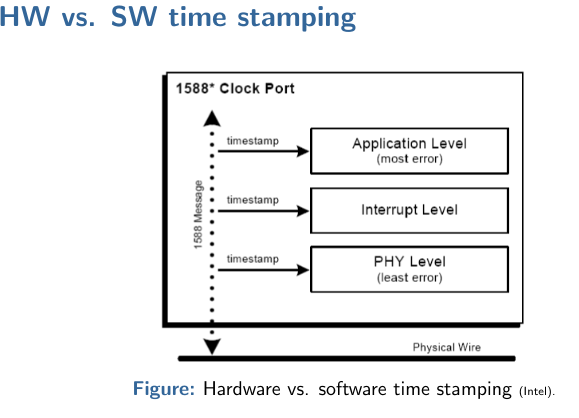 HW vs. SW time stamping
1588* Clock Port
timestamp
Application Level
(most error)
1588 Message
timestamp
Interrupt Level
timestamp
PHY Level
(least error)
Physical Wire
Figure: Hardware vs. software time stamping (Intel).